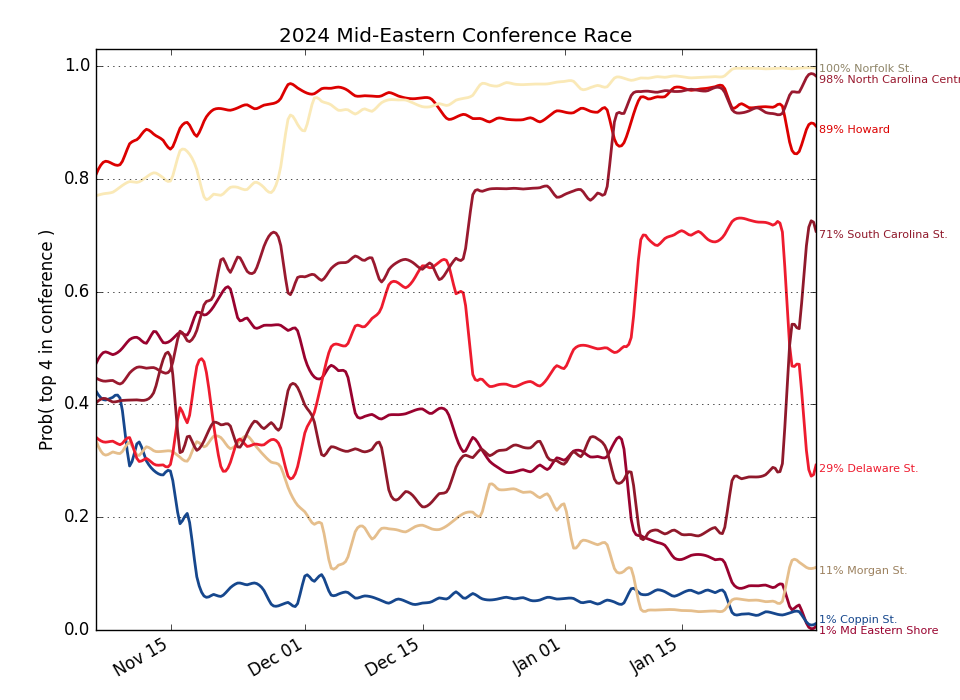 2024 Mid-Eastern Conference Race
Prob( top 4 in conference )
1.0
0.8
0.6
0.4
0.2
0.0
Nov 15
Dec 01
Dec 15
Jan 01
Jan 15
100% Norfolk St.
98% North Carolina Centr
89% Howard
71% South Carolina St.
29% Delaware St.
11% Morgan St.
1% Coppin St.
1% Md Eastern Shore